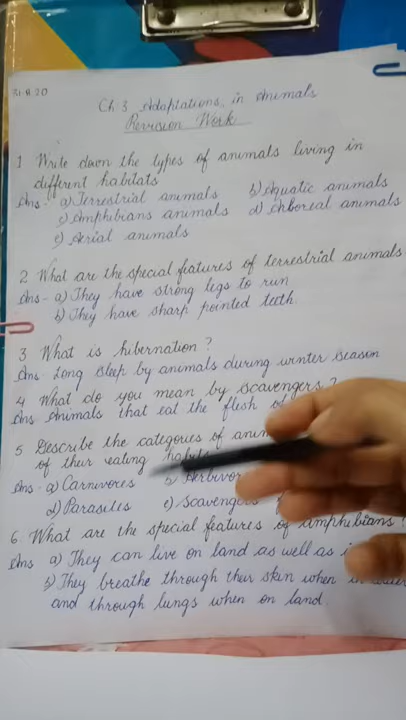 31.8.20
Ch 3 Adaptations in Animals
Revision Work
1 Write down the types of animals living in
different habitats
Ans: a) Terrestrial animals b) Aquatic animals
c) Amphibians animals d) Arboreal animals
e) Aerial animals
2 What are the special features of terrestrial animals
Ans - a) They have strong legs to run
b) They have sharp pointed teeth.
3 What is hibernation?
Ans - Long sleep by animals during winter season
4 What do you mean by scavengers?
Ans Animals that eat the flesh of
5 Describe the categories of
of their eating
Ans - a) Carnivores b)
d) Parasites e)
6 What are the special features of Amphibians
Ans a) They can live on land as well as
b) They breathe through their skin when in water
and through lungs when on land.